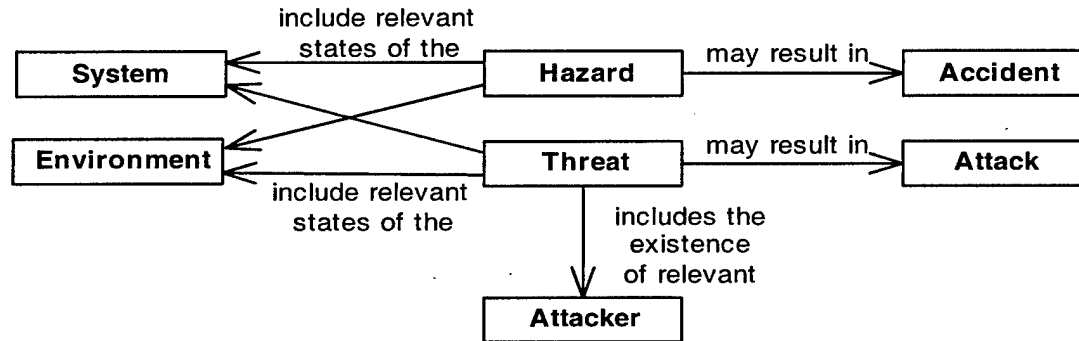 include relevant
states of the
System
Hazard
may result in
Accident
Environment
Threat
may result in
Attack
include relevant
states of the
includes the
existence
of relevant
Attacker